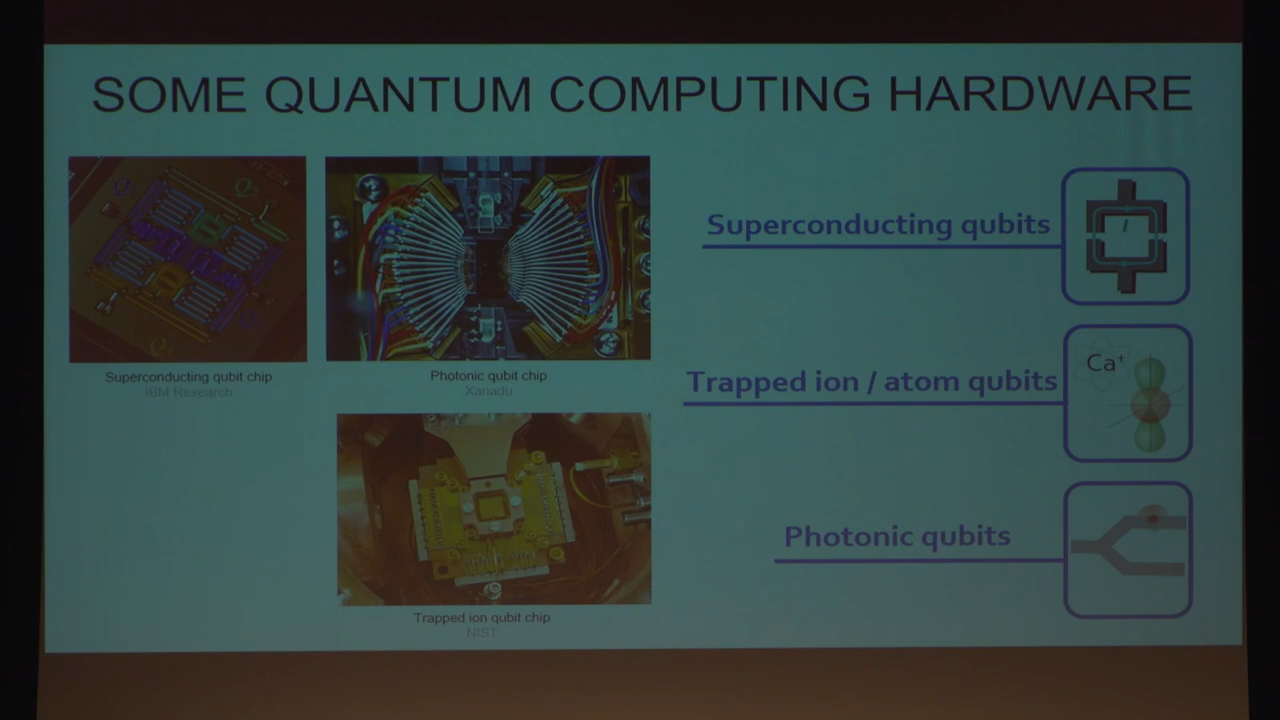 SOME QUANTUM COMPUTING HARDWARE
Superconducting qubit chip
IBM Research
Photonic qubit chip
Xanadu
Trapped ion qubit chip
NIST
Superconducting qubits
I
Trapped ion / atom qubits
Ca⁺
Photonic qubits